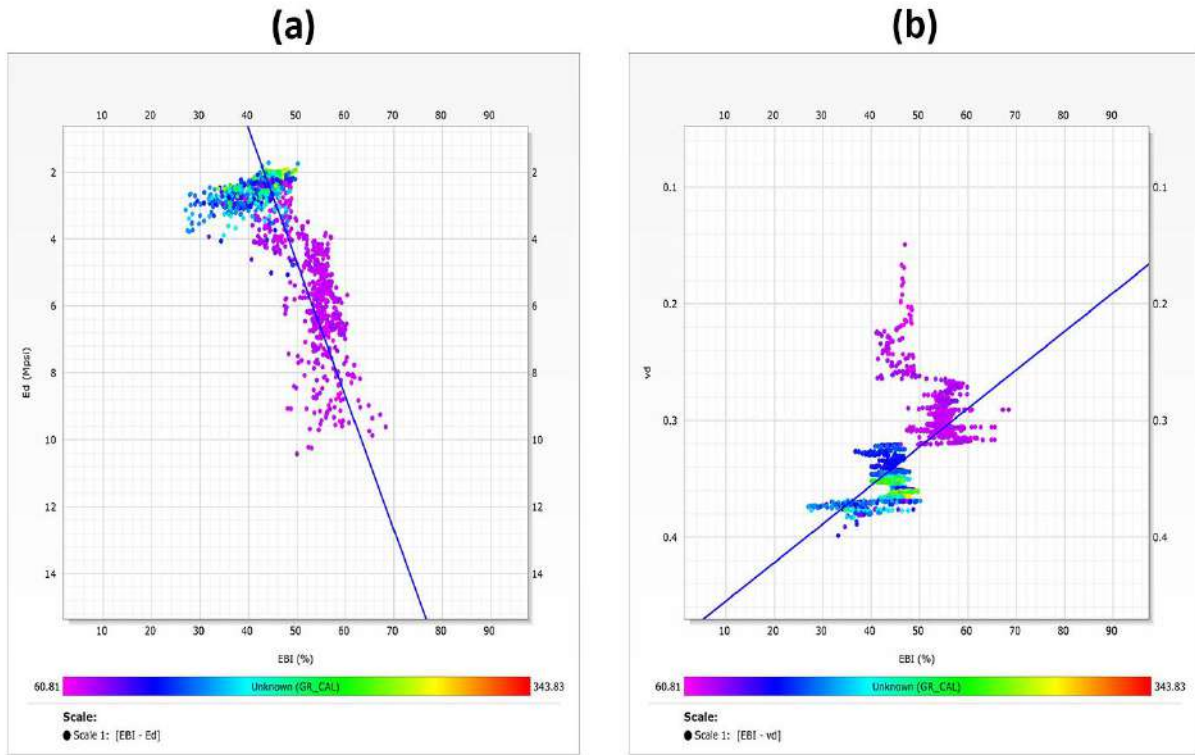 (a)
10 20 30 40 50 60 70 80 90
2 2
4 4
6 6
8 8
10 10
12 12
14 14
Ed (Mpsi)
10 20 30 40 50 60 70 80 90
EBI (%)
60.81 Unknown (GR_CAL) 343.83
Scale:
Scale 1: [EBI - Ed]
(b)
10 20 30 40 50 60 70 80 90
0.1 0.1
0.2 0.2
vd
0.3 0.3
0.4 0.4
10 20 30 40 50 60 70 80 90
EBI (%)
60.81 Unknown (GR_CAL) 343.83
Scale:
Scale 1: [EBI - vd]